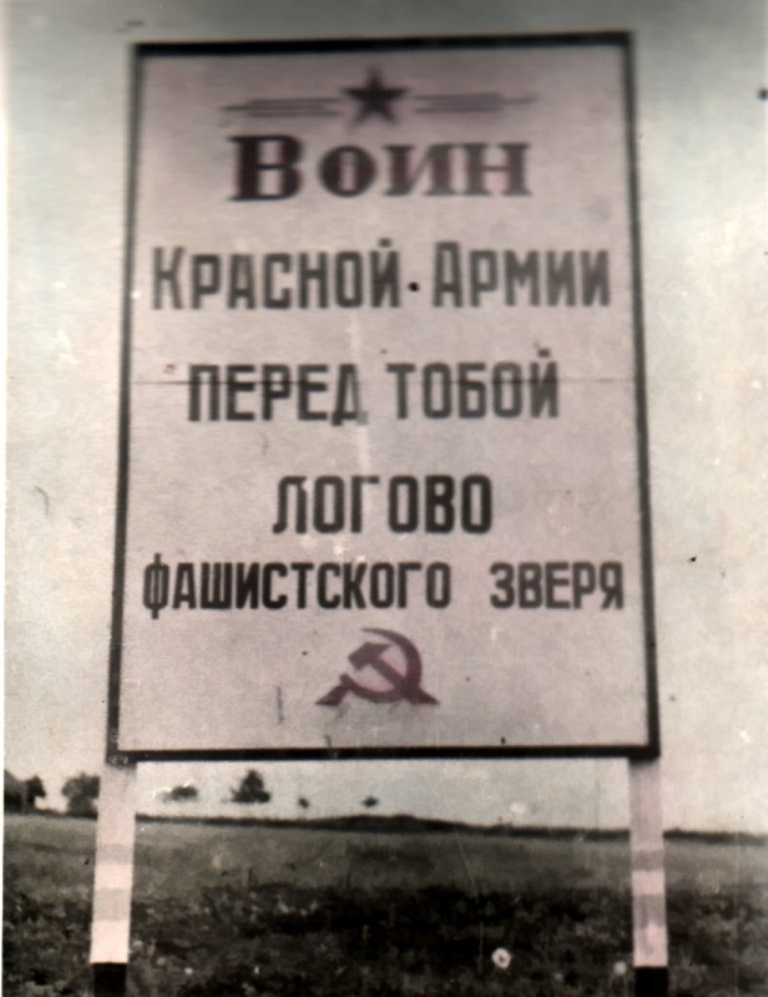 Воин
Красной Армии
перед тобой
логово
фашистского зверя